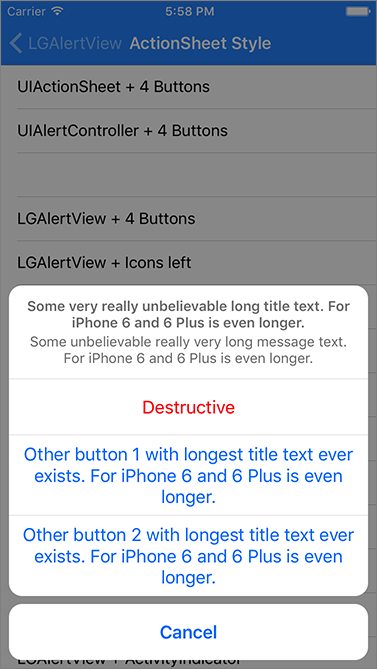 Carrier 5:58 PM
LGAlertView ActionSheet Style
UIActionSheet + 4 Buttons
UIAlertController + 4 Buttons
LGAlertView + 4 Buttons
LGAlertView + Icons left
Some very really unbelievable long title text. For
iPhone 6 and 6 Plus is even longer.
Some unbelievable really very long message text.
For iPhone 6 and 6 Plus is even longer.
Destructive
Other button 1 with longest title text ever
exists. For iPhone 6 and 6 Plus is even
longer.
Other button 2 with longest title text ever
exists. For iPhone 6 and 6 Plus is even
longer.
Cancel
LGAlertView + ActivityIndicator